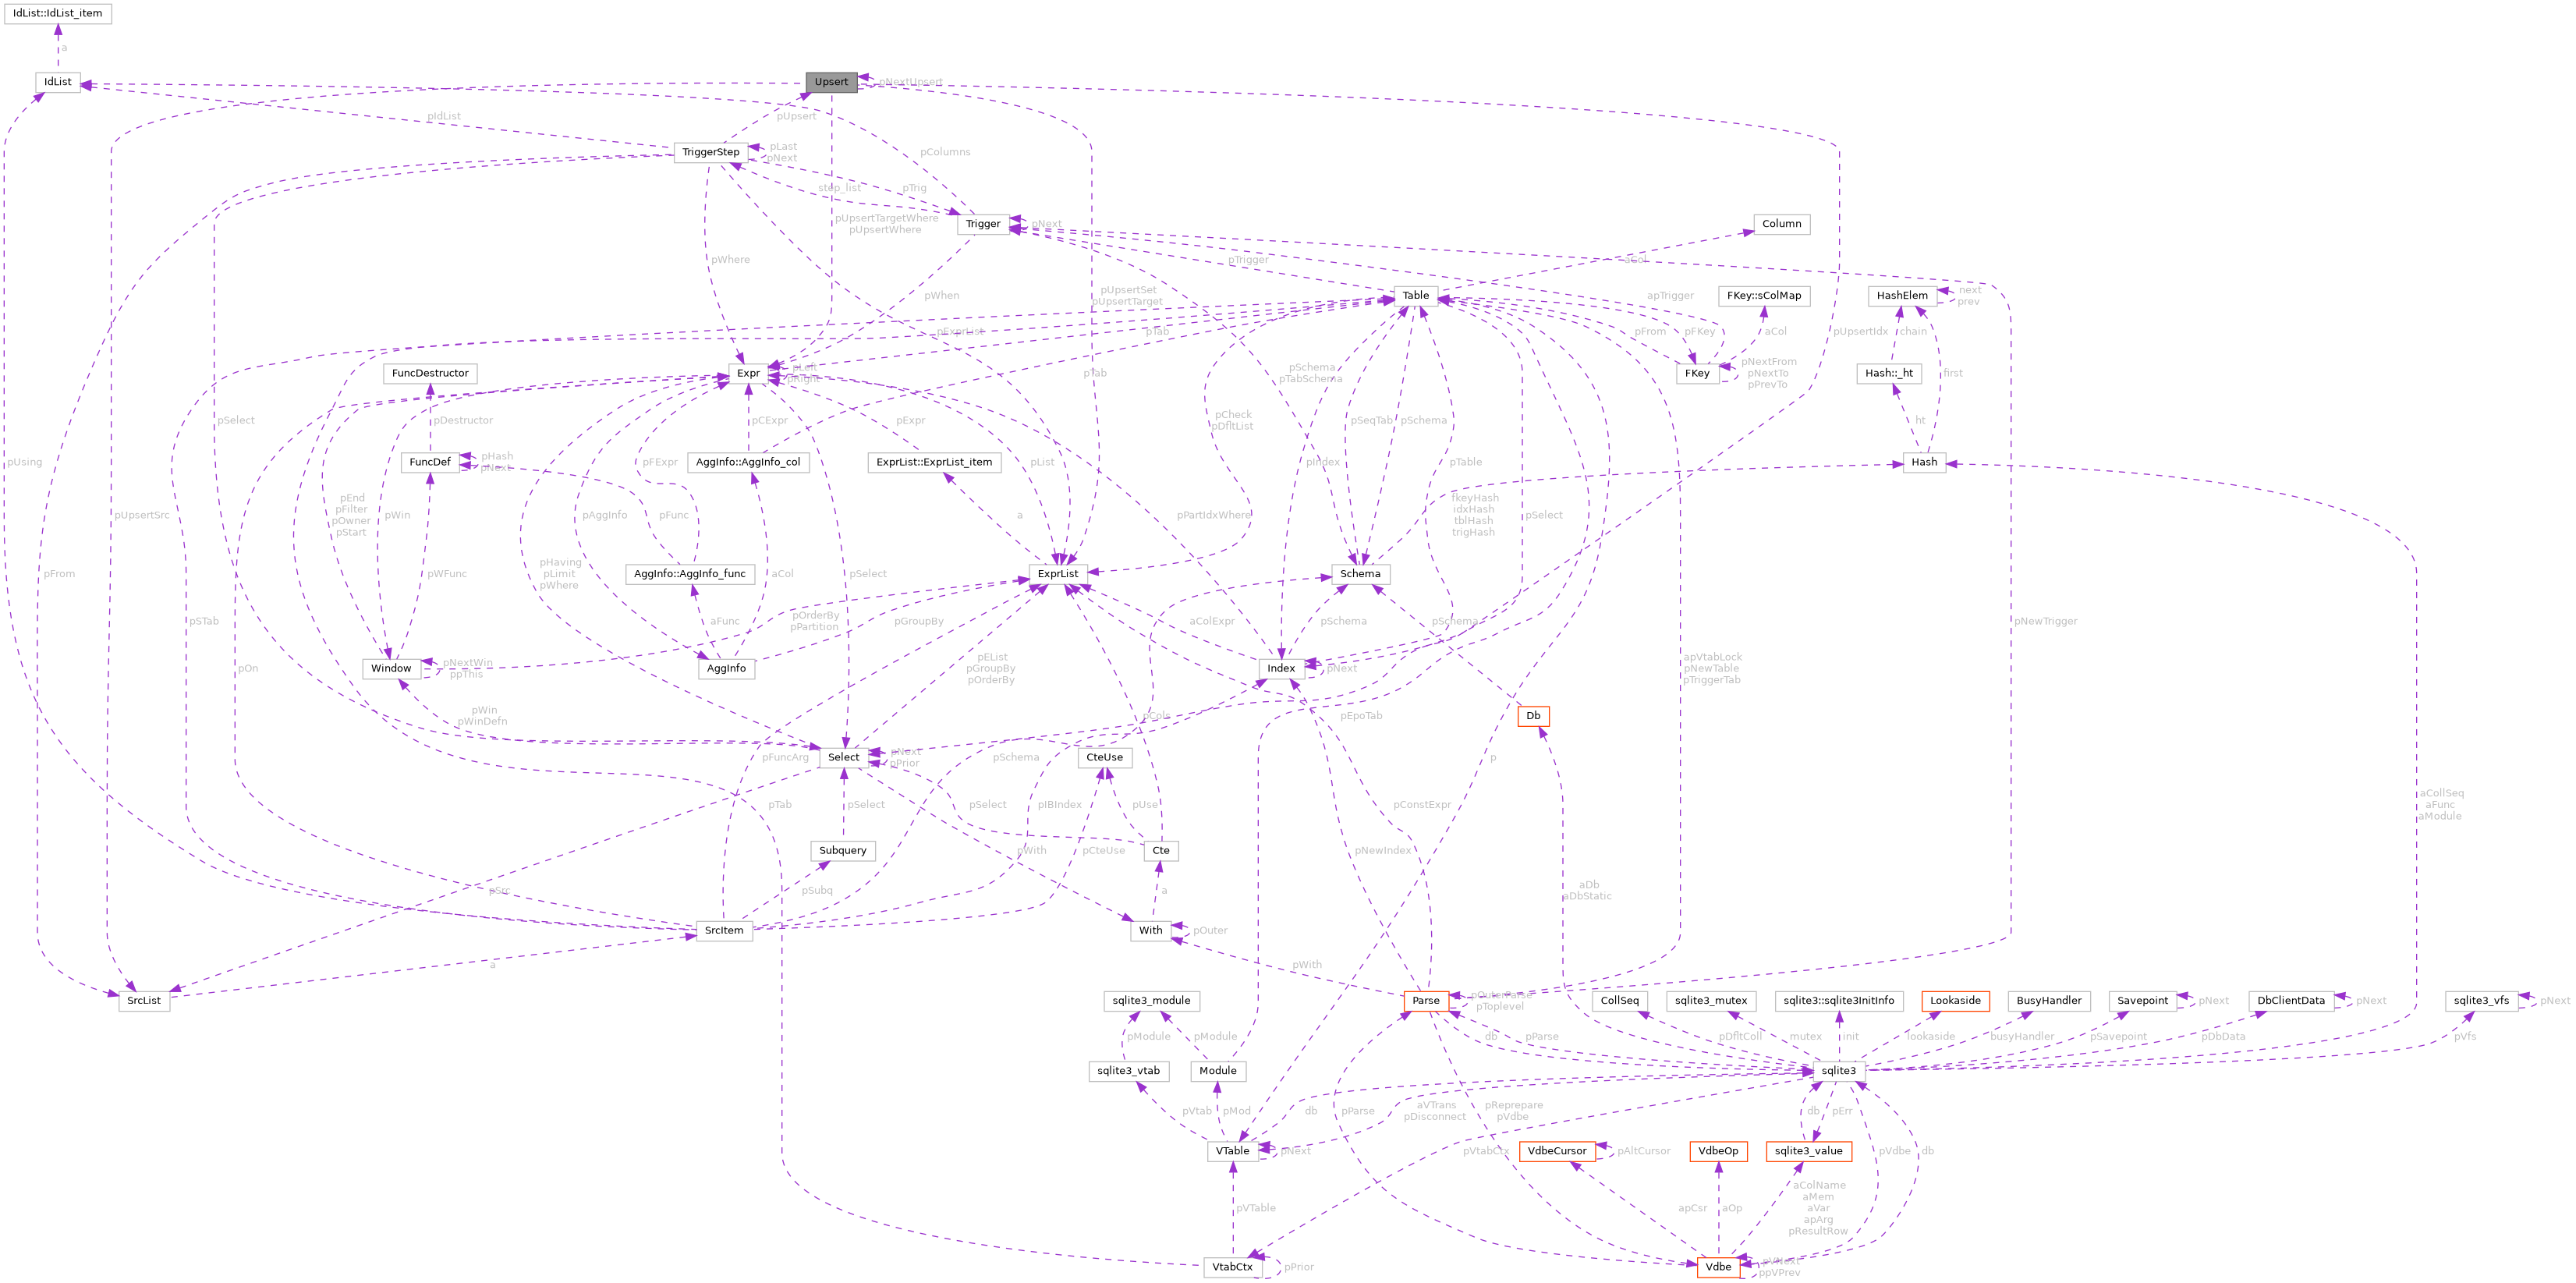 IdList::IdList_item
a
IdList
Upsert
pNextUpsert
pIdList
pUpsert
TriggerStep
pLast
pNext
pColumns
step_list
pTrig
pUpsertTargetWhere
pUpsertWhere
Trigger
pNext
Column
pWhere
pTrigger
aCol
pWhen
pUpsertSet
pUpsertTarget
Table
apTrigger
FKey::sColMap
HashElem
next
prev
pExprList
pTab
pFrom
pFKey
aCol
pUpsertIdx
chain
FuncDestructor
Expr
pLeft
pRight
pTab
pSchema
pTabSchema
FKey
pNextFrom
pNextTo
pPrevTo
Hash::_ht
first
pSelect
pDestructor
pCExpr
pExpr
pCheck
pDfltList
pSeqTab
pSchema
ht
pUsing
FuncDef
pHash
pNext
pFExpr
AggInfo::AggInfo_col
ExprList::ExprList_item
pList
pIndex
pTable
Hash
pUpsertSrc
pEnd
pFilter
pOwner
pStart
pWin
pAggInfo
pFunc
a
pPartIdxWhere
fkeyHash
idxHash
tblHash
trigHash
pSelect
pFrom
pWFunc
pHaving
pLimit
pWhere
AggInfo::AggInfo_func
aCol
pSelect
ExprList
Schema
pSTab
aFunc
pOrderBy
pPartition
pGroupBy
aColExpr
pSchema
pSchema
pNewTrigger
pOn
Window
pNextWin
ppThis
AggInfo
pEList
pGroupBy
pOrderBy
Index
pNext
apVtabLock
pNewTable
pTriggerTab
pWin
pWinDefn
pCols
pEpoTab
Db
pFuncArg
Select
pNext
pPrior
pSchema
CteUse
p
pTab
pSelect
pSelect
pIBIndex
pUse
pConstExpr
aCollSeq
aFunc
aModule
Subquery
pWith
pCteUse
Cte
pNewIndex
pSrc
pSubq
a
aDb
aDbStatic
SrcItem
With
pOuter
a
pWith
SrcList
sqlite3_module
Parse
pOuterParse
pToplevel
CollSeq
sqlite3_mutex
sqlite3::sqlite3InitInfo
Lookaside
BusyHandler
Savepoint
pNext
DbClientData
pNext
sqlite3_vfs
pNext
pModule
pModule
db
pParse
pDfltColl
mutex
init
lookaside
busyHandler
pSavepoint
pDbData
pVfs
sqlite3_vtab
Module
sqlite3
pVtab
pMod
db
aVTrans
pDisconnect
pParse
pReprepare
pVdbe
db
pErr
VTable
pNext
pVtabCtx
VdbeCursor
pAltCursor
VdbeOp
sqlite3_value
pVdbe
db
pVTable
apCsr
aOp
aColName
aMem
aVar
apArg
pResultRow
VtabCtx
pPrior
Vdbe
pVNext
ppVPrev